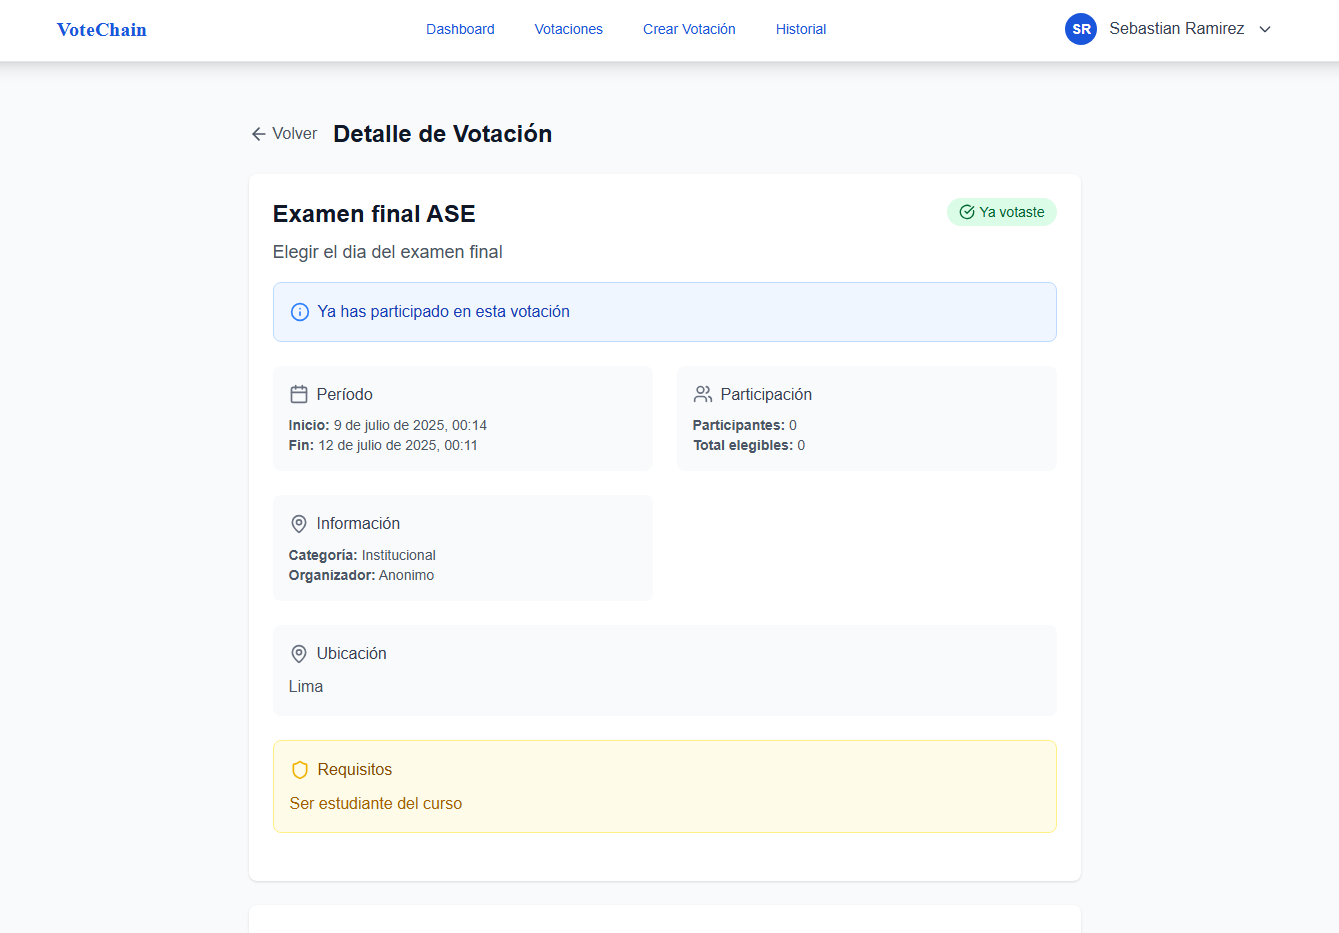 VoteChain
Dashboard
Votaciones
Crear Votación
Historial
SR
Sebastian Ramirez
Volver
Detalle de Votación
Examen final ASE
Ya votaste
Elegir el dia del examen final
Ya has participado en esta votación
Período
Inicio: 9 de julio de 2025, 00:14
Fin: 12 de julio de 2025, 00:11
Participación
Participantes: 0
Total elegibles: 0
Información
Categoría: Institucional
Organizador: Anonimo
Ubicación
Lima
Requisitos
Ser estudiante del curso